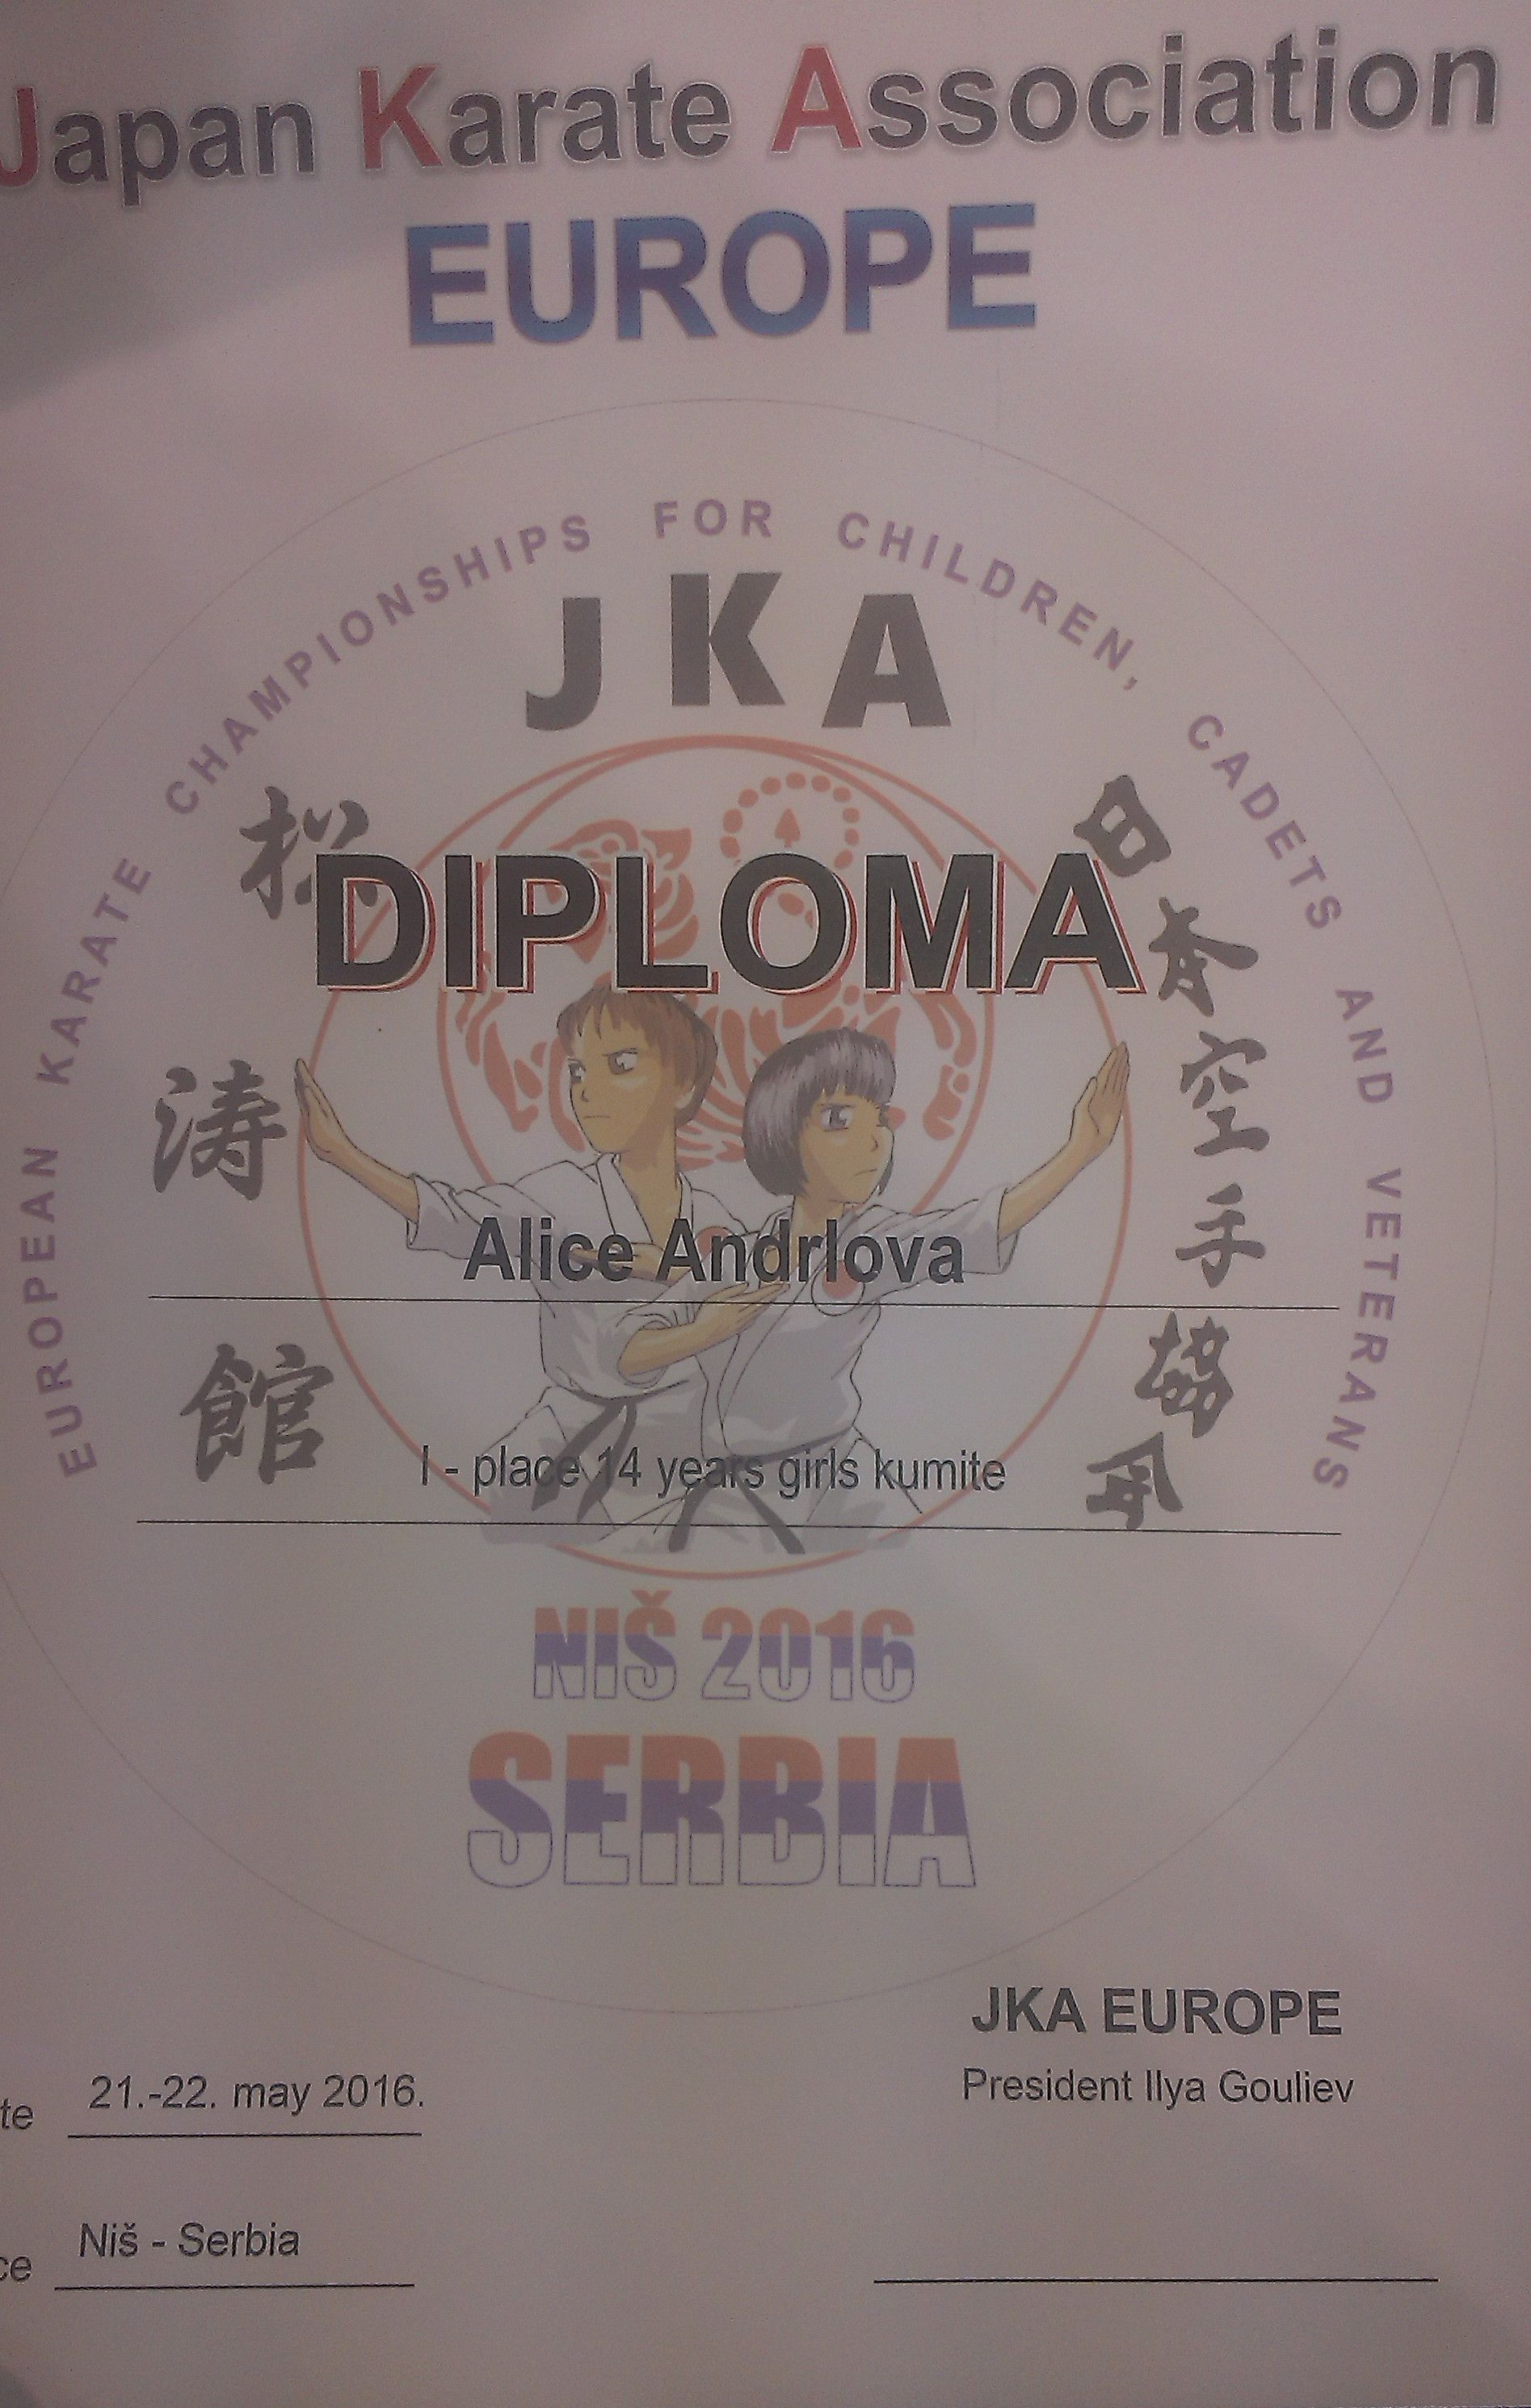 Japan Karate Association
EUROPE
EUROPEAN KARATE CHAMPIONSHIPS FOR CHILDREN, CADETS AND VETERANS
JKA
松
涛
館
日
本
空
手
協
会
DIPLOMA
Alice Andrlova
I - place 14 years girls kumite
NIŠ 2016
SERBIA
JKA EUROPE
President Ilya Gouliev
te 21.-22. may 2016.
ce Niš - Serbia